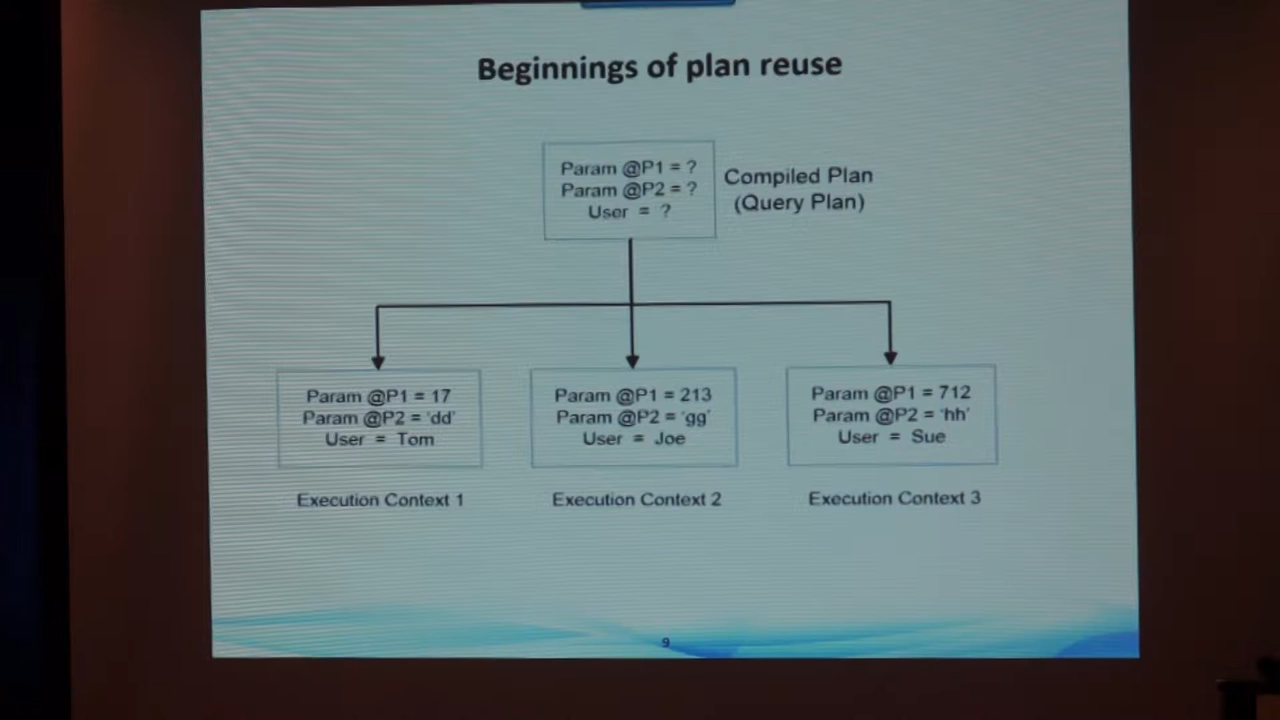 Beginnings of plan reuse
Param @P1 = ?
Param @P2 = ?
User = ?
Compiled Plan
(Query Plan)
Param @P1 = 17
Param @P2 = 'dd'
User = Tom
Param @P1 = 213
Param @P2 = 'gg'
User = Joe
Param @P1 = 712
Param @P2 = 'hh'
User = Sue
Execution Context 1
Execution Context 2
Execution Context 3
9